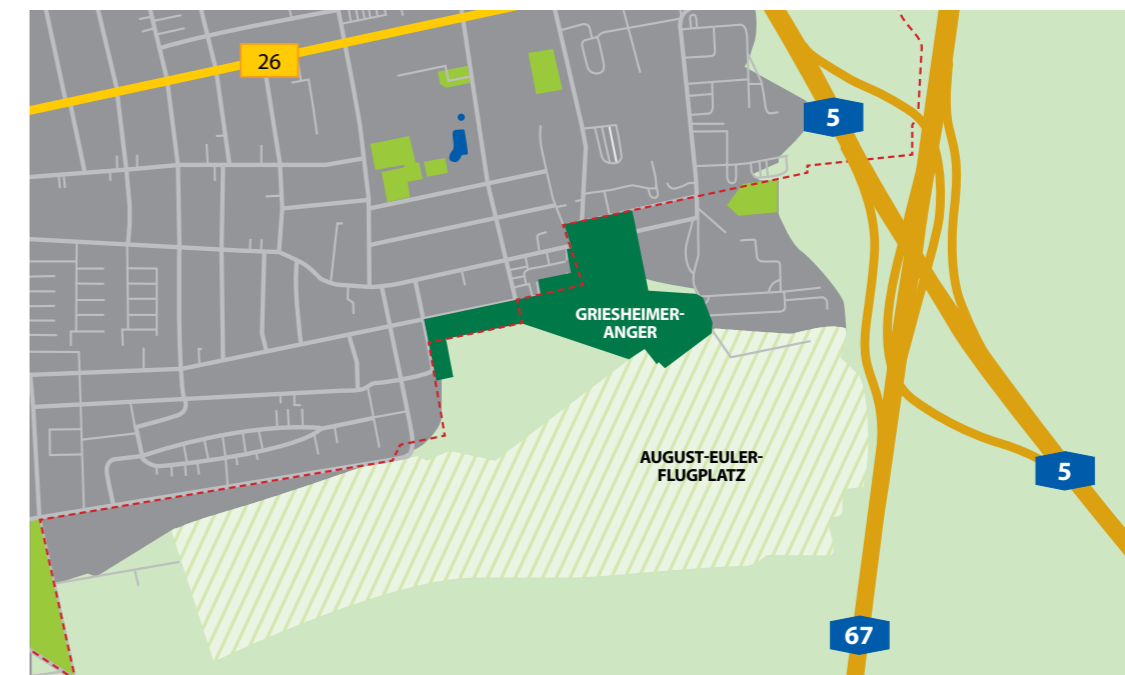 26
5
GRIESHEIMER-
ANGER
AUGUST-EULER-
FLUGPLATZ
5
67